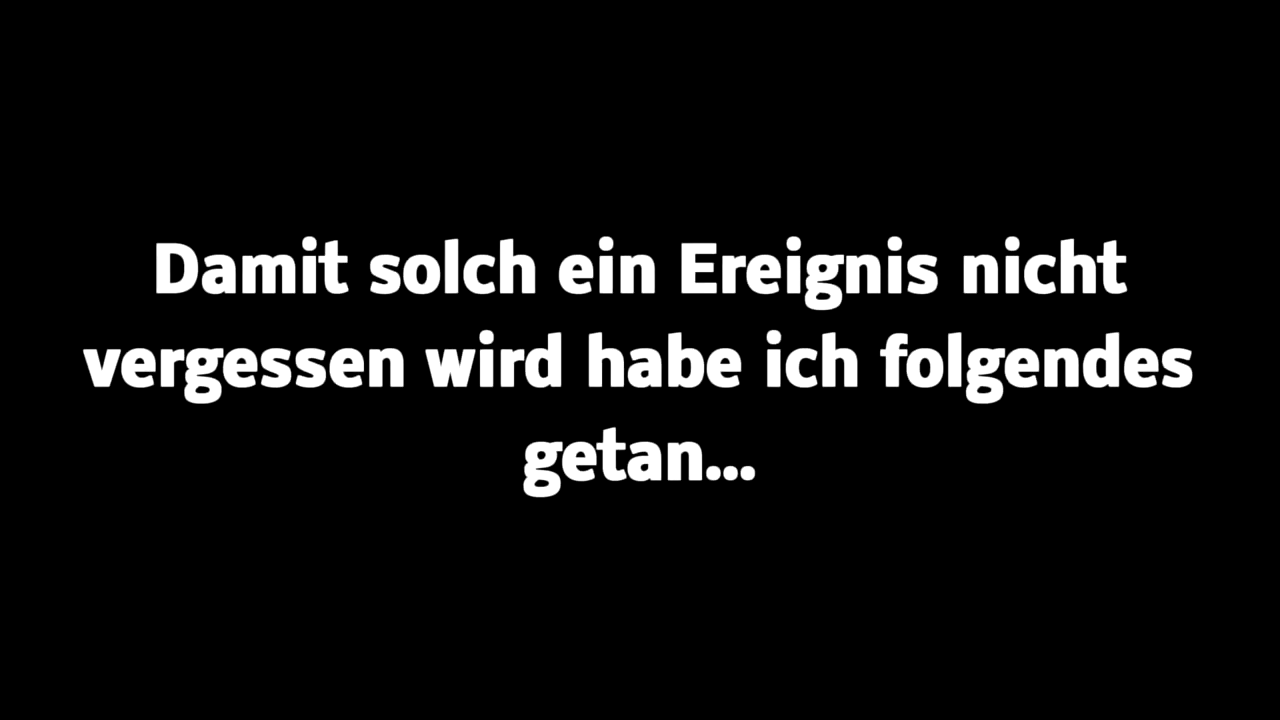 Damit solch ein Ereignis nicht
vergessen wird habe ich folgendes
getan...